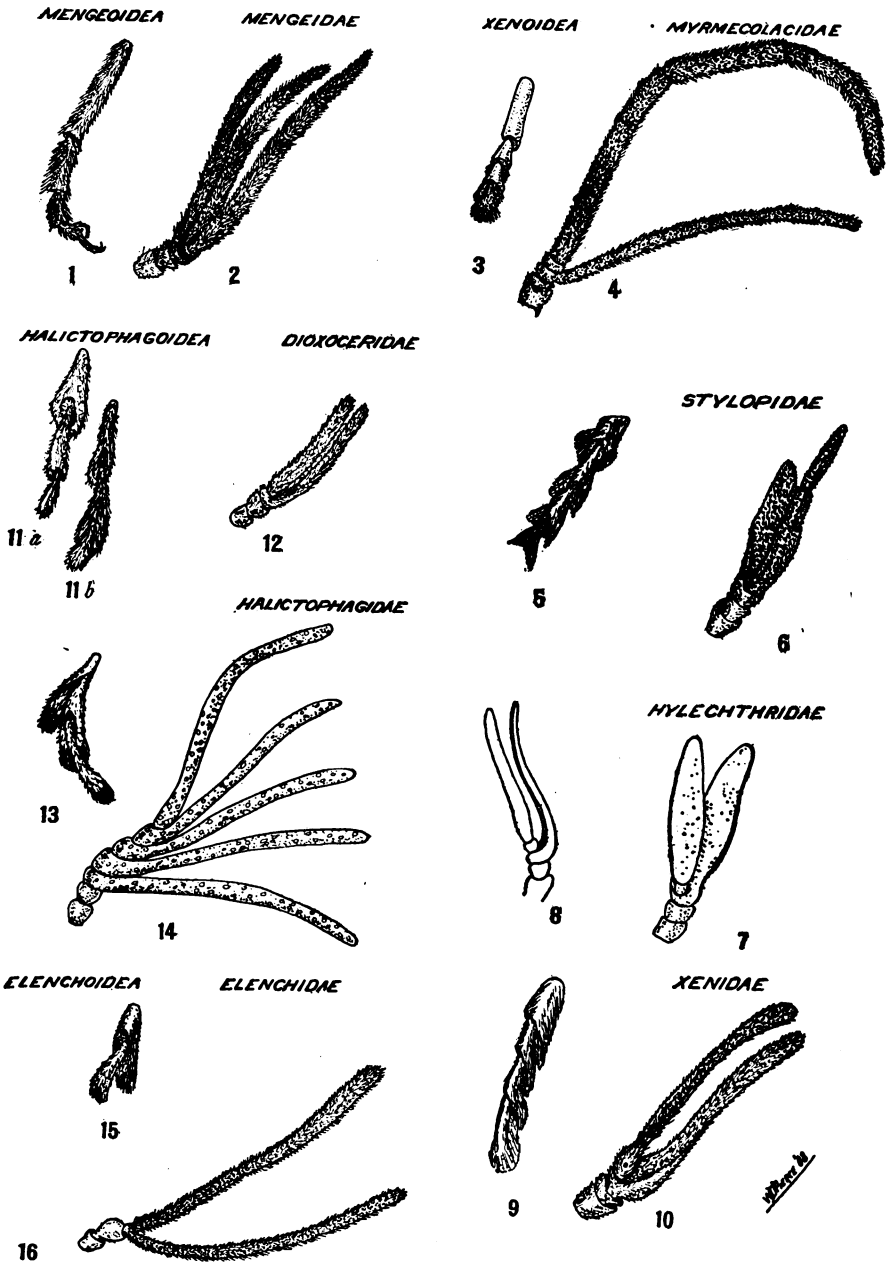 MENGEOIDEA MENGEIDAE
1 2
XENOIDEA MYRMECOLACIDAE
3 4
HALICTOPHAGOIDEA DIOXOCERIDAE
11 a 11 b 12
STYLOPIDAE
5 6
HALICTOPHAGIDAE
13 14
HYLECHTHRIDAE
8 7
ELENCHOIDEA ELENCHIDAE
15
16
XENIDAE
9 10